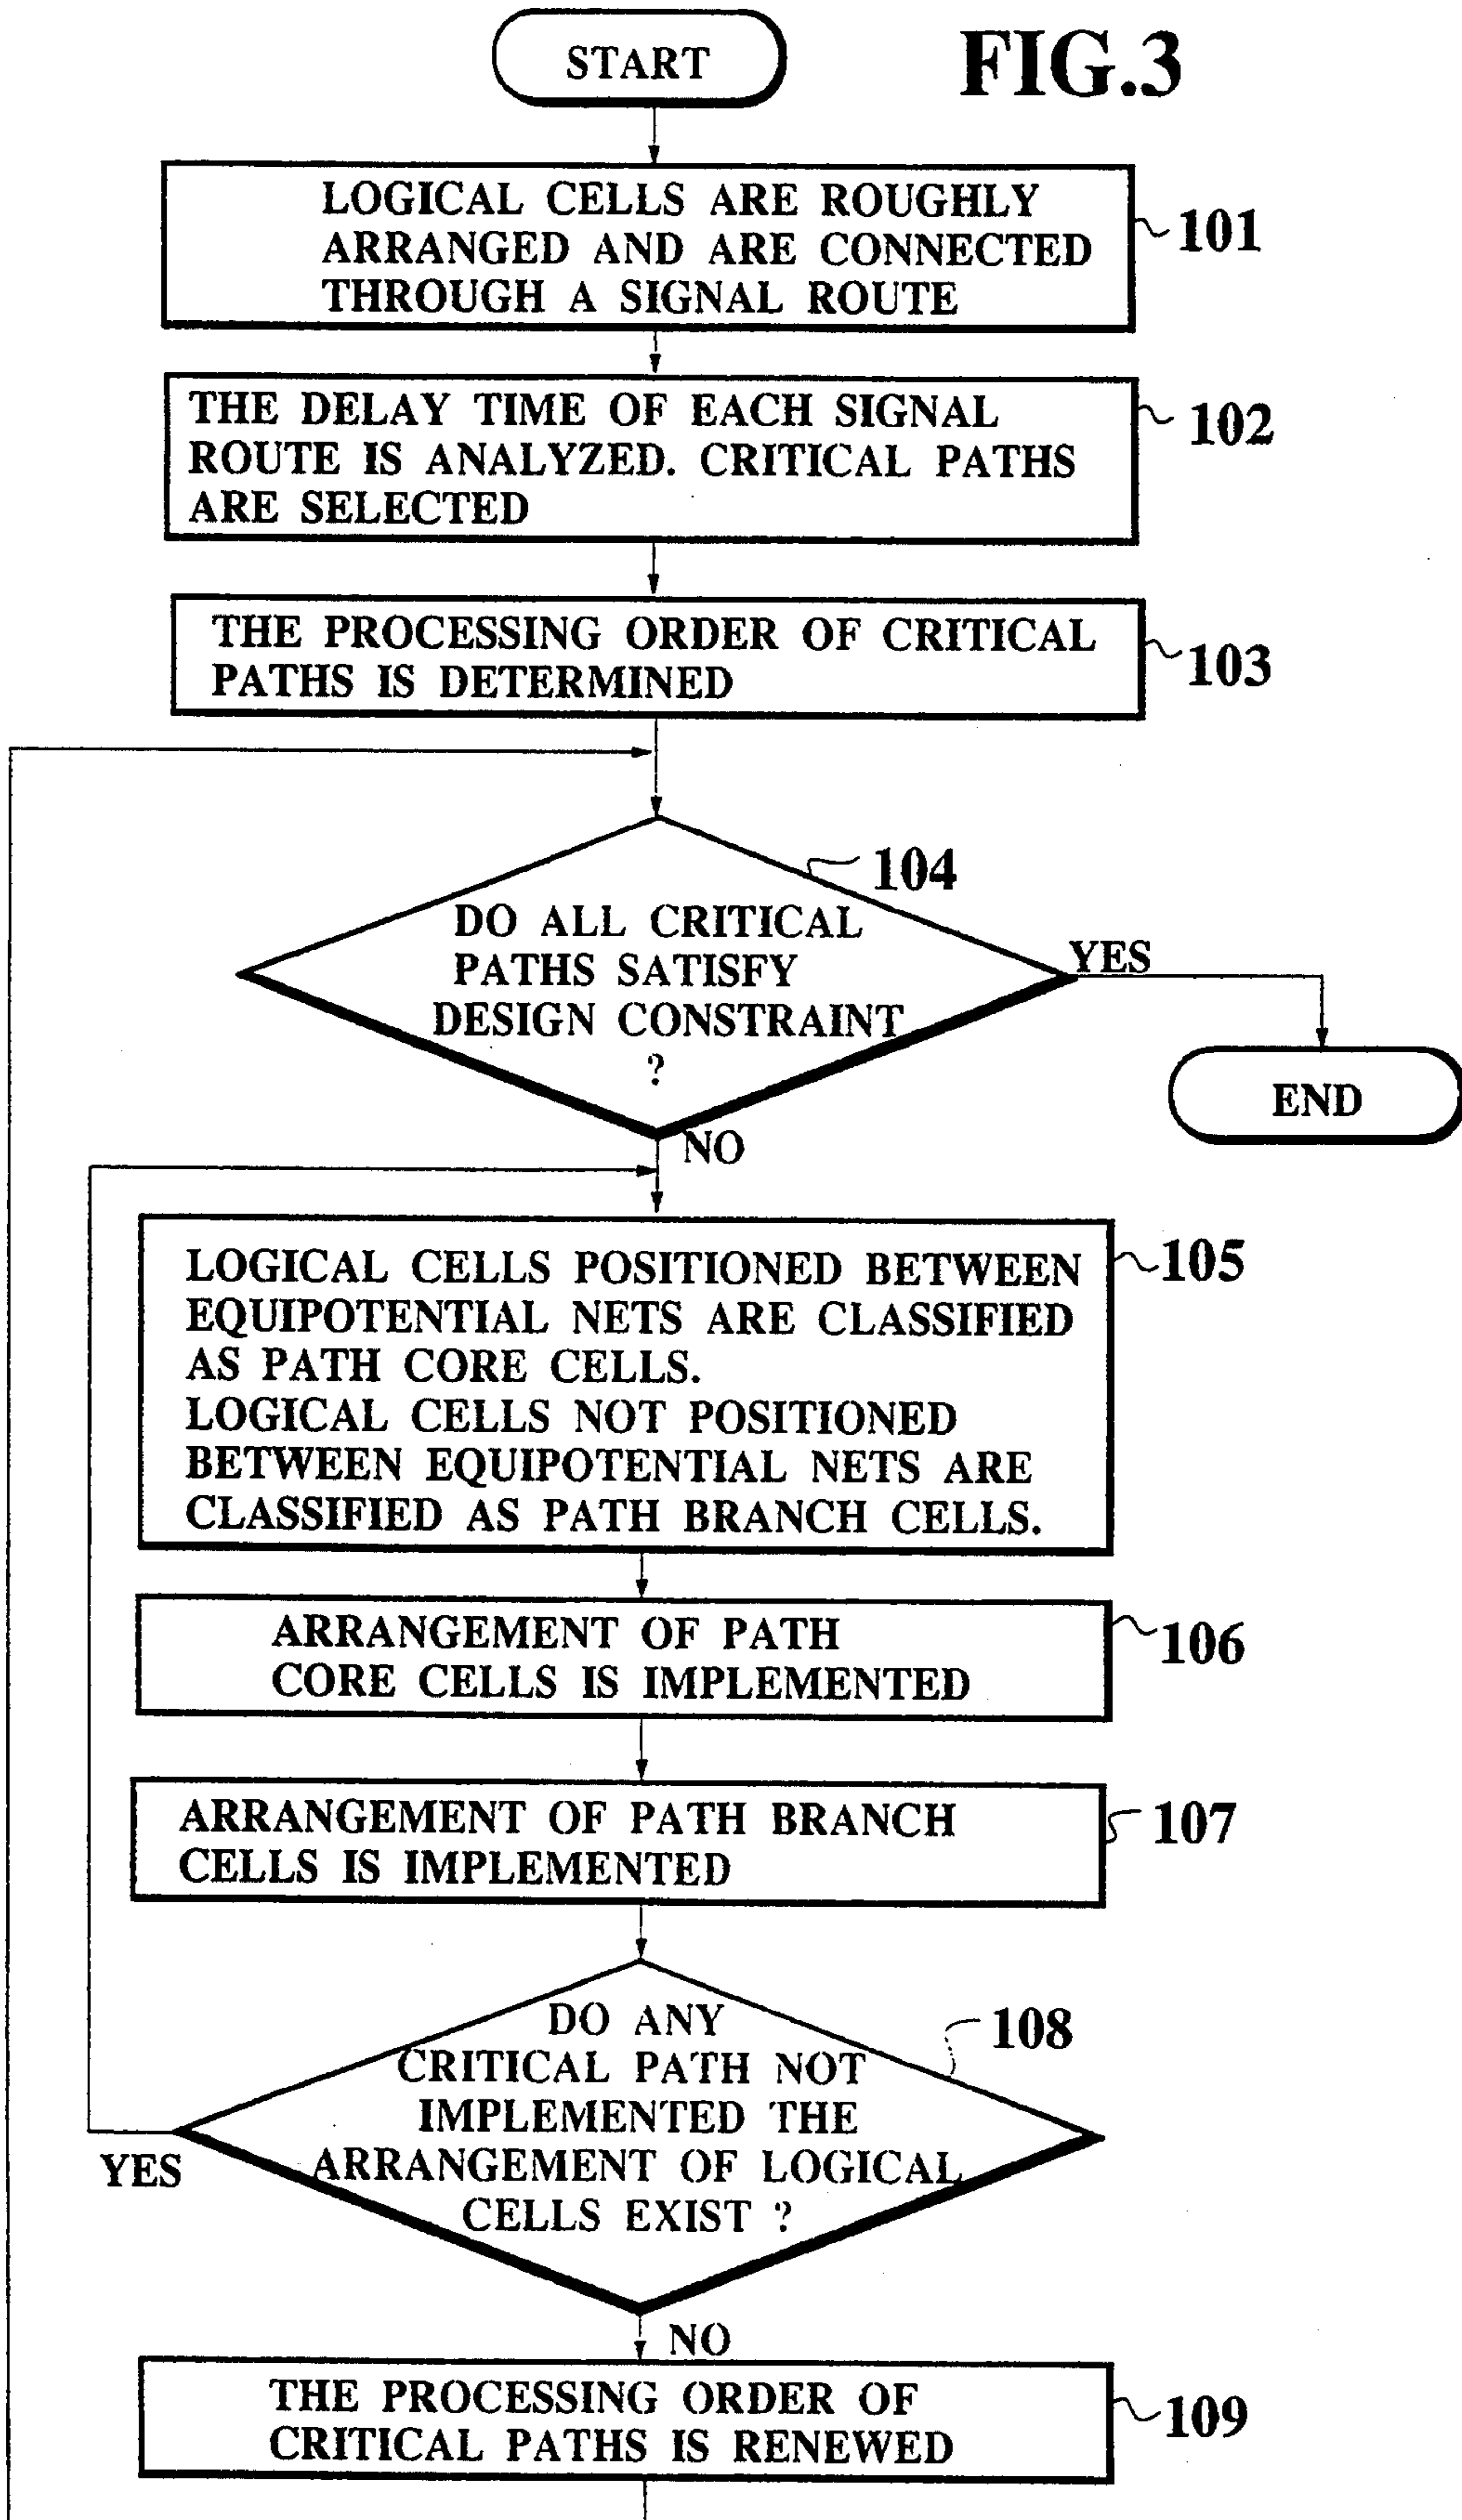 START
FIG.3
LOGICAL CELLS ARE ROUGHLY
ARRANGED AND ARE CONNECTED
THROUGH A SIGNAL ROUTE
101
THE DELAY TIME OF EACH SIGNAL
ROUTE IS ANALYZED. CRITICAL PATHS
ARE SELECTED
102
THE PROCESSING ORDER OF CRITICAL
PATHS IS DETERMINED
103
104
DO ALL CRITICAL
PATHS SATISFY
DESIGN CONSTRAINT
?
YES
END
NO
LOGICAL CELLS POSITIONED BETWEEN
EQUIPOTENTIAL NETS ARE CLASSIFIED
AS PATH CORE CELLS.
LOGICAL CELLS NOT POSITIONED
BETWEEN EQUIPOTENTIAL NETS ARE
CLASSIFIED AS PATH BRANCH CELLS.
105
ARRANGEMENT OF PATH
CORE CELLS IS IMPLEMENTED
106
ARRANGEMENT OF PATH BRANCH
CELLS IS IMPLEMENTED
107
DO ANY
CRITICAL PATH NOT
IMPLEMENTED THE
ARRANGEMENT OF LOGICAL
CELLS EXIST ?
108
YES
NO
THE PROCESSING ORDER OF
CRITICAL PATHS IS RENEWED
109